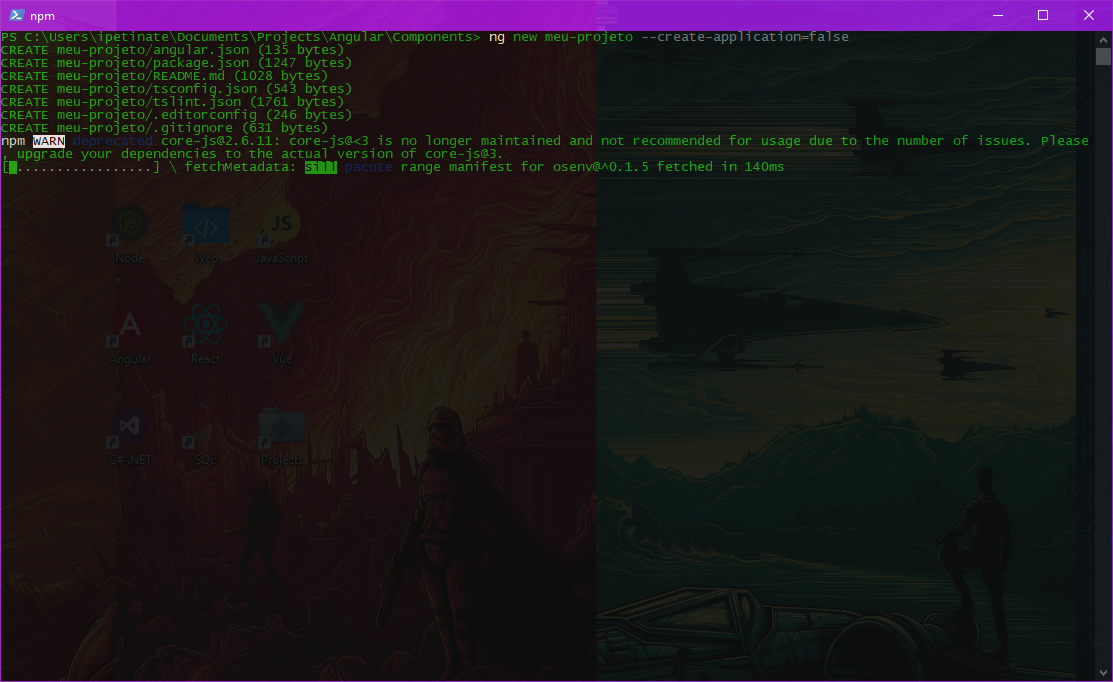 npm
PS C:\Users\ipetinate\Documents\Projects\Angular\Components> ng new meu-projeto --create-application=false
CREATE meu-projeto/angular.json (135 bytes)
CREATE meu-projeto/package.json (1247 bytes)
CREATE meu-projeto/README.md (1028 bytes)
CREATE meu-projeto/tsconfig.json (543 bytes)
CREATE meu-projeto/tslint.json (1761 bytes)
CREATE meu-projeto/.editorconfig (246 bytes)
CREATE meu-projeto/.gitignore (631 bytes)
npm WARN deprecated core-js@2.6.11: core-js@<3 is no longer maintained and not recommended for usage due to the number of issues. Please
, upgrade your dependencies to the actual version of core-js@3.
[ .................] \ fetchMetadata: sill pacote range manifest for osenv@^0.1.5 fetched in 140ms
JS
Node Web JavaScript
Angular React Vue
C# .NET SQL Projects